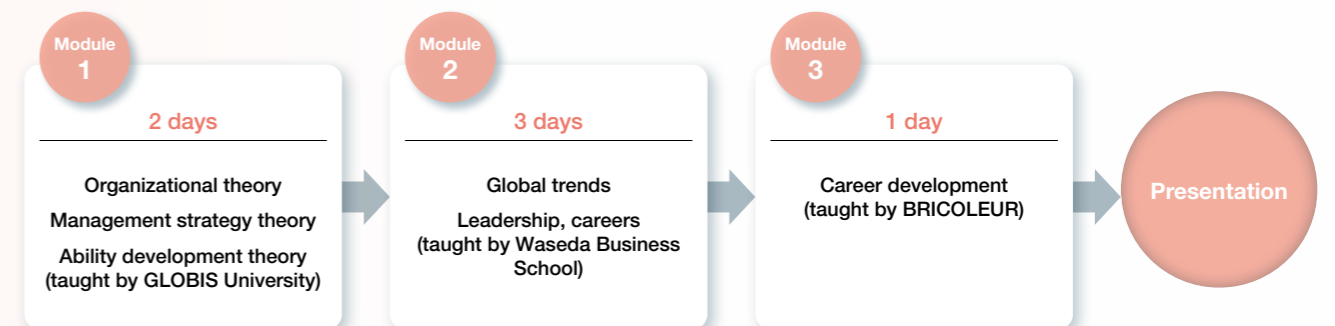 Module
1
2 days
Organizational theory
Management strategy theory
Ability development theory
(taught by GLOBIS University)
Module
2
3 days
Global trends
Leadership, careers
(taught by Waseda Business
School)
Module
3
1 day
Career development
(taught by BRICOLEUR)
Presentation